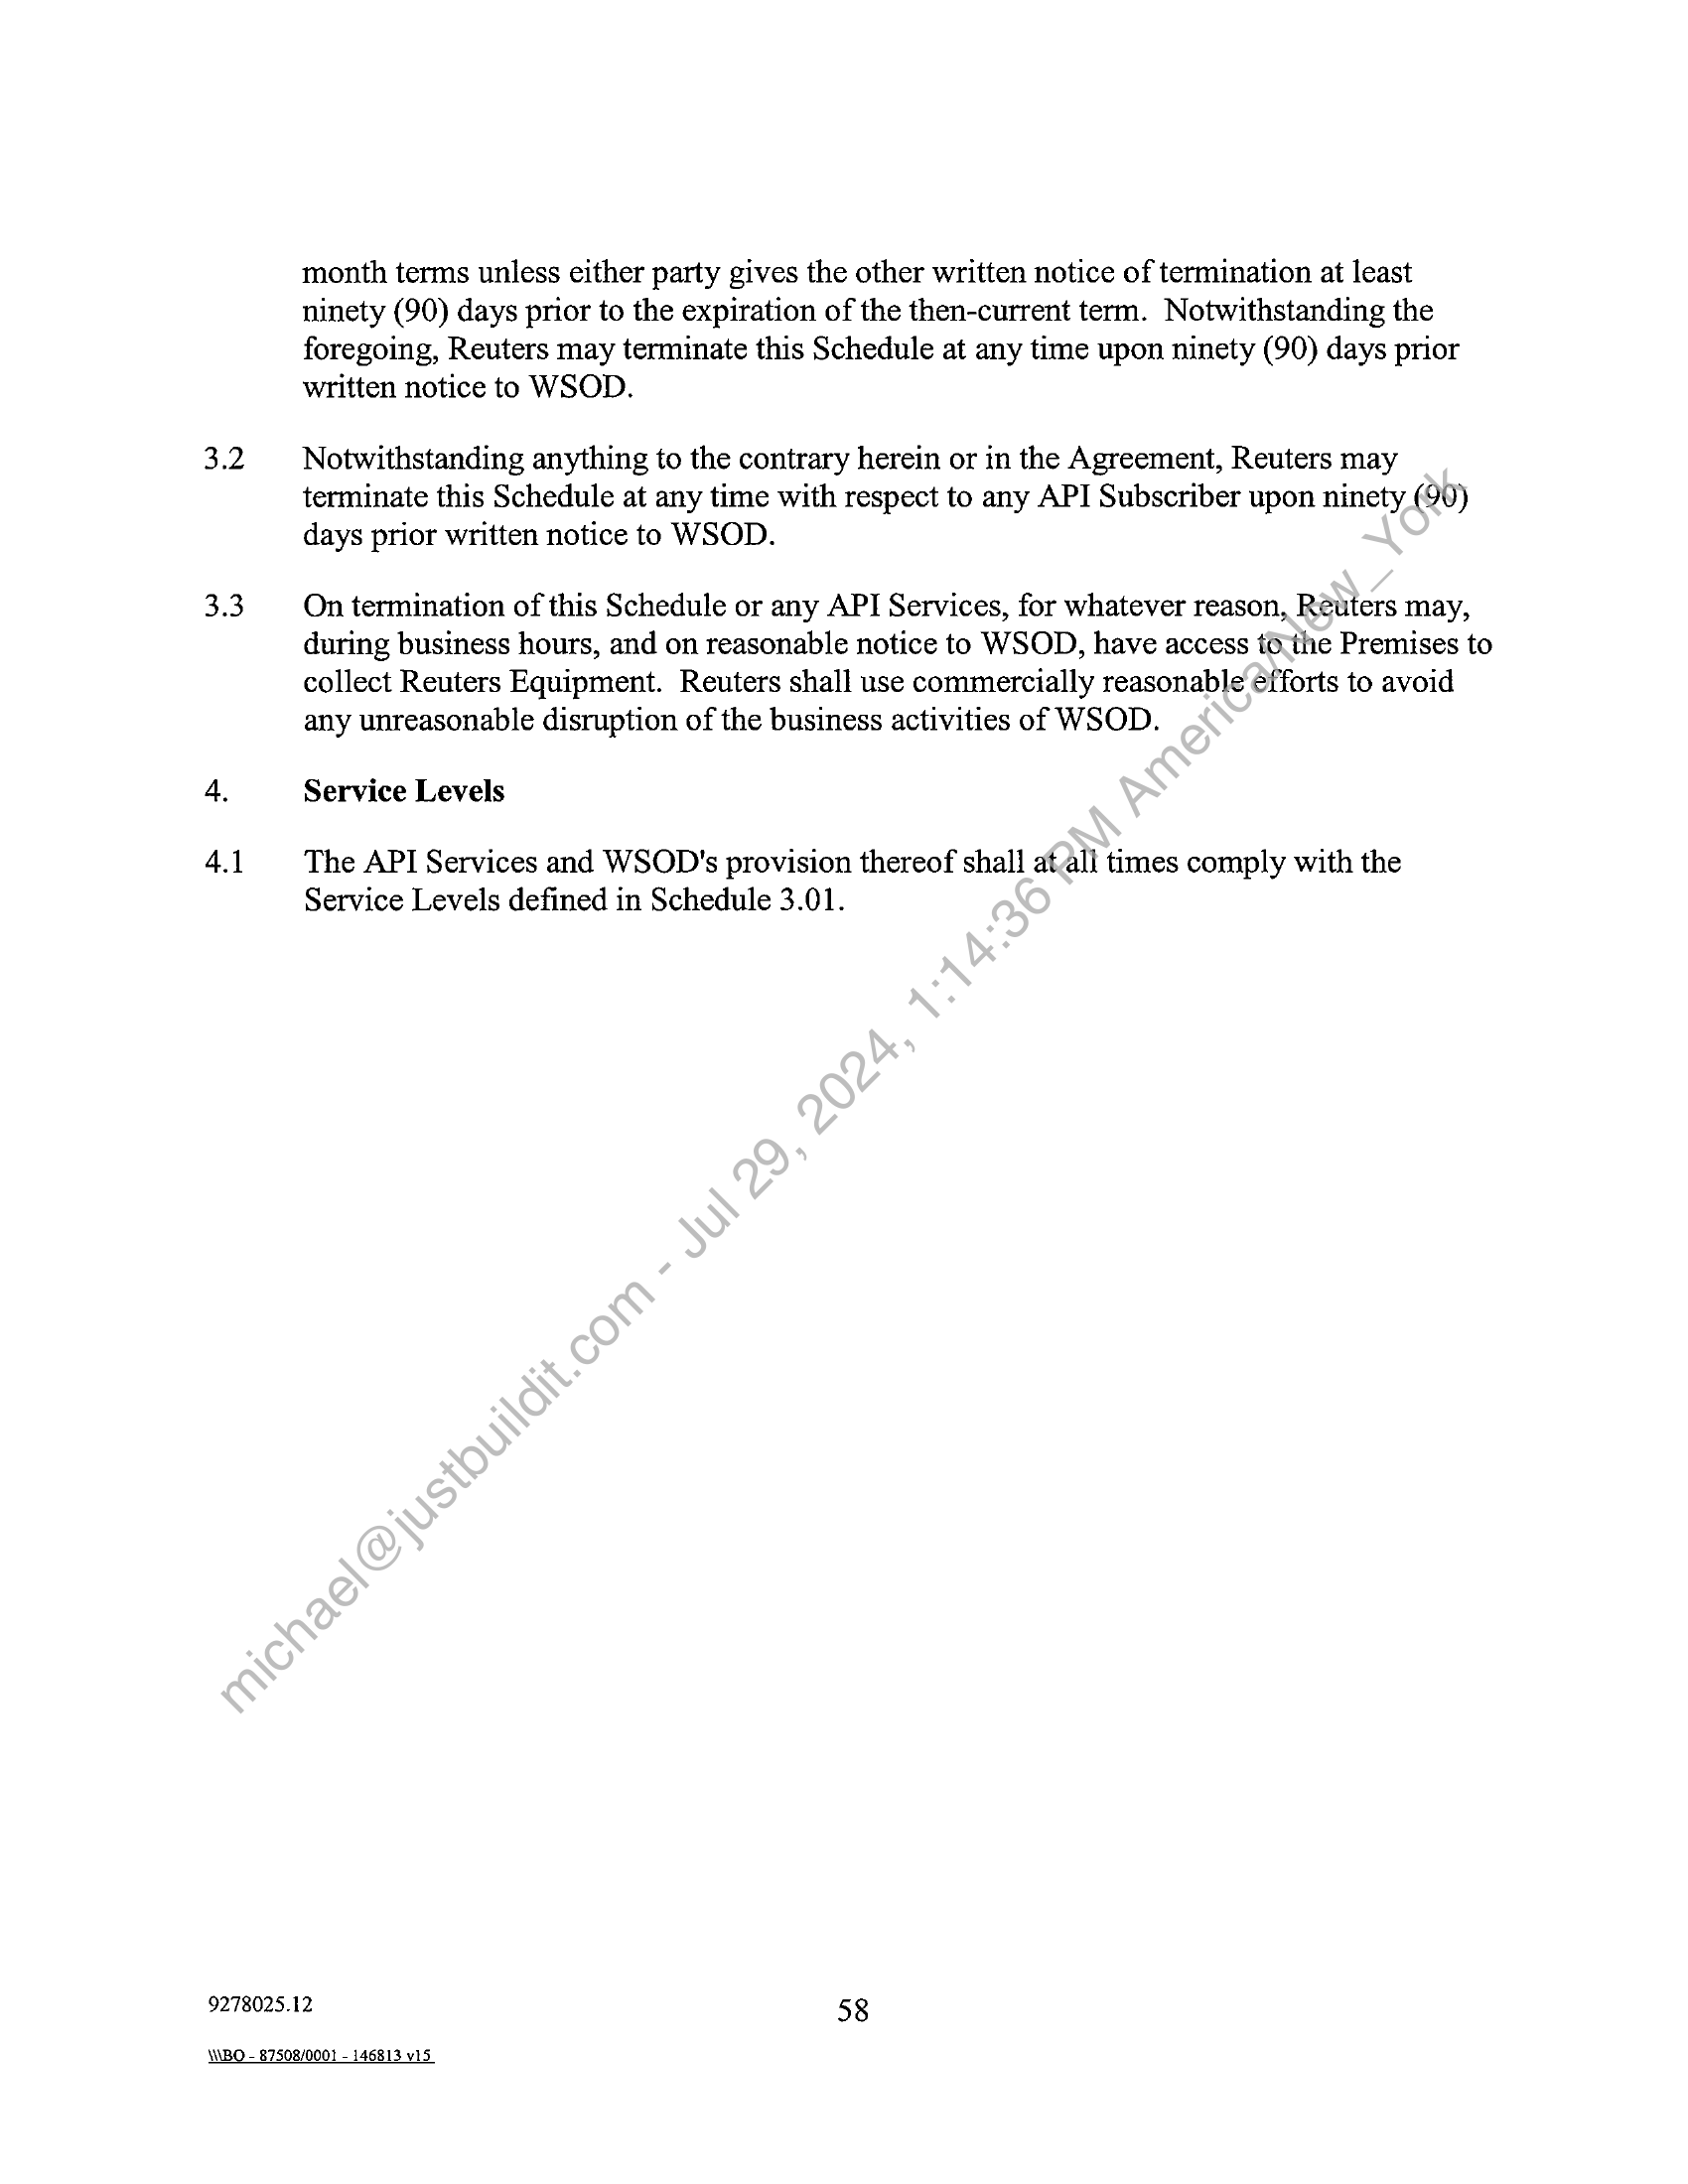 month terms unless either party gives the other written notice of termination at least
ninety (90) days prior to the expiration of the then-current term.  Notwithstanding the
foregoing, Reuters may terminate this Schedule at any time upon ninety (90) days prior
written notice to WSOD.
3.2 Notwithstanding anything to the contrary herein or in the Agreement, Reuters may
terminate this Schedule at any time with respect to any API Subscriber upon ninety (90)
days prior written notice to WSOD.
3.3 On termination of this Schedule or any API Services, for whatever reason, Reuters may,
during business hours, and on reasonable notice to WSOD, have access to the Premises to
collect Reuters Equipment.  Reuters shall use commercially reasonable efforts to avoid
any unreasonable disruption of the business activities of WSOD.
4. Service Levels
4.1 The API Services and WSOD's provision thereof shall at all times comply with the
Service Levels defined in Schedule 3.01.
michael@justbuildit.com - Jul 29, 2024, 1:14:36 PM America/New_York
9278025.12
58
\\\BO - 87508/0001 - 146813 v15